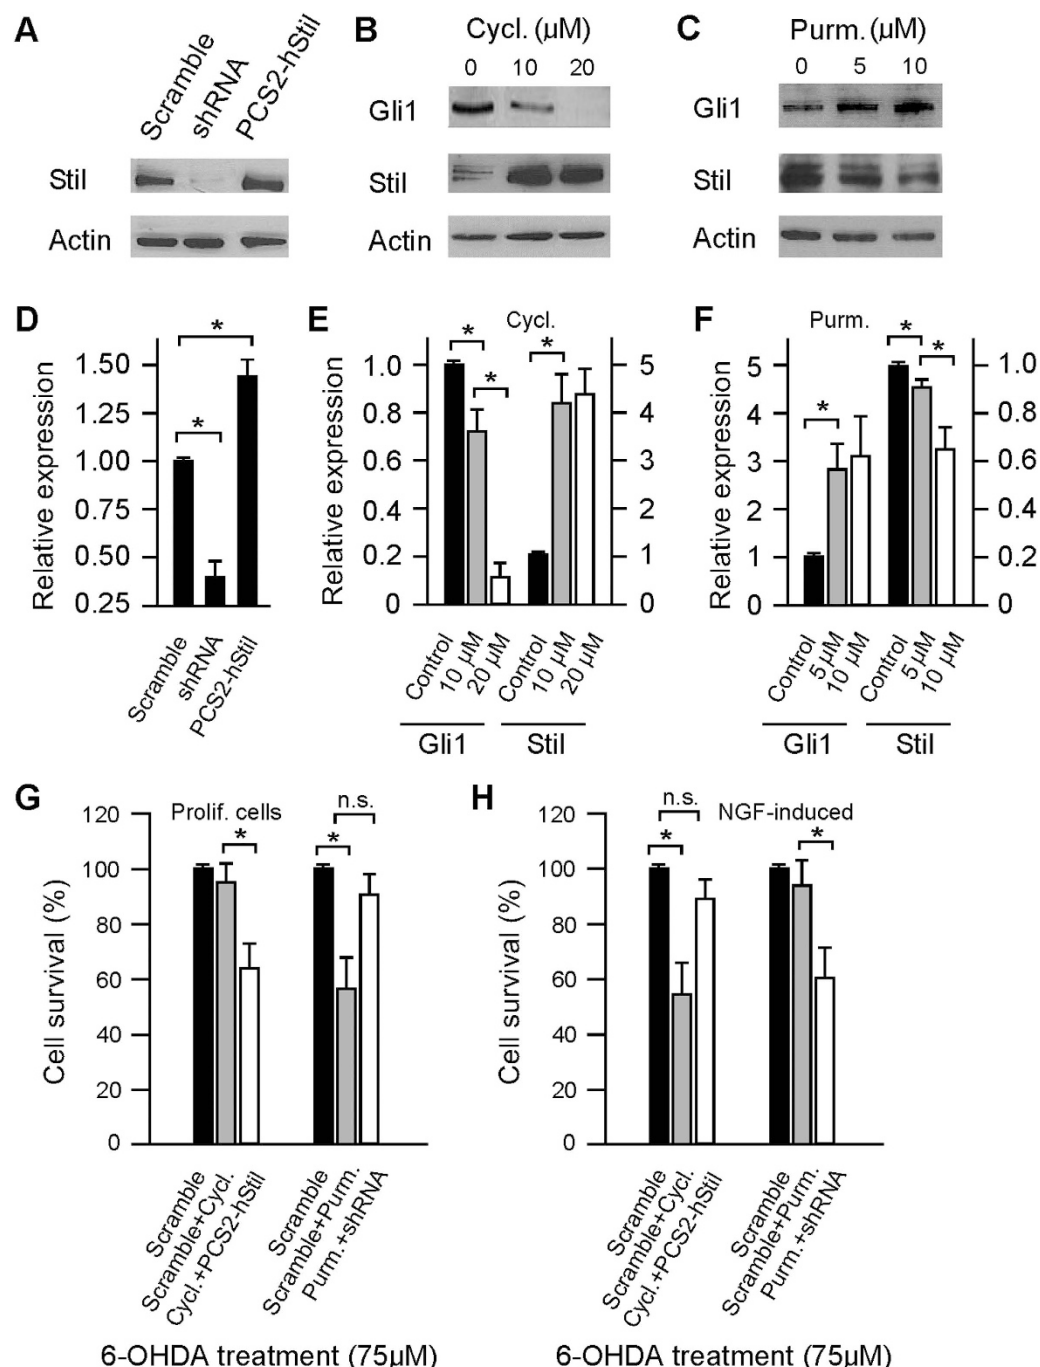 A
Scramble
shRNA
PCS2-hStil
Stil
Actin
B
Cycl. (µM)
0 10 20
Gli1
Stil
Actin
C
Purm. (µM)
0 5 10
Gli1
Stil
Actin
D
Relative expression
1.50
1.25
1.00
0.75
0.50
0.25
*
*
Scramble
shRNA
PCS2-hStil
E
Cycl.
Relative expression
1.0
0.8
0.6
0.4
0.2
0
*
*
*
5
4
3
2
1
0
Control
10 µM
20 µM
Control
10 µM
20 µM
Gli1
Stil
F
Purm.
Relative expression
5
4
3
2
1
0
*
*
*
1.0
0.8
0.6
0.4
0.2
0
Control
5 µM
10 µM
Control
5 µM
10 µM
Gli1
Stil
G
Prolif. cells
Cell survival (%)
120
100
80
60
40
20
0
*
*
n.s.
Scramble
Scramble+Cycl.
Cycl.+PCS2-hStil
Scramble
Scramble+Purm.
Purm.+shRNA
6-OHDA treatment (75µM)
H
NGF-induced
Cell survival (%)
120
100
80
60
40
20
0
*
n.s.
*
Scramble
Scramble+Cycl.
Cycl.+PCS2-hStil
Scramble
Scramble+Purm.
Purm.+shRNA
6-OHDA treatment (75µM)